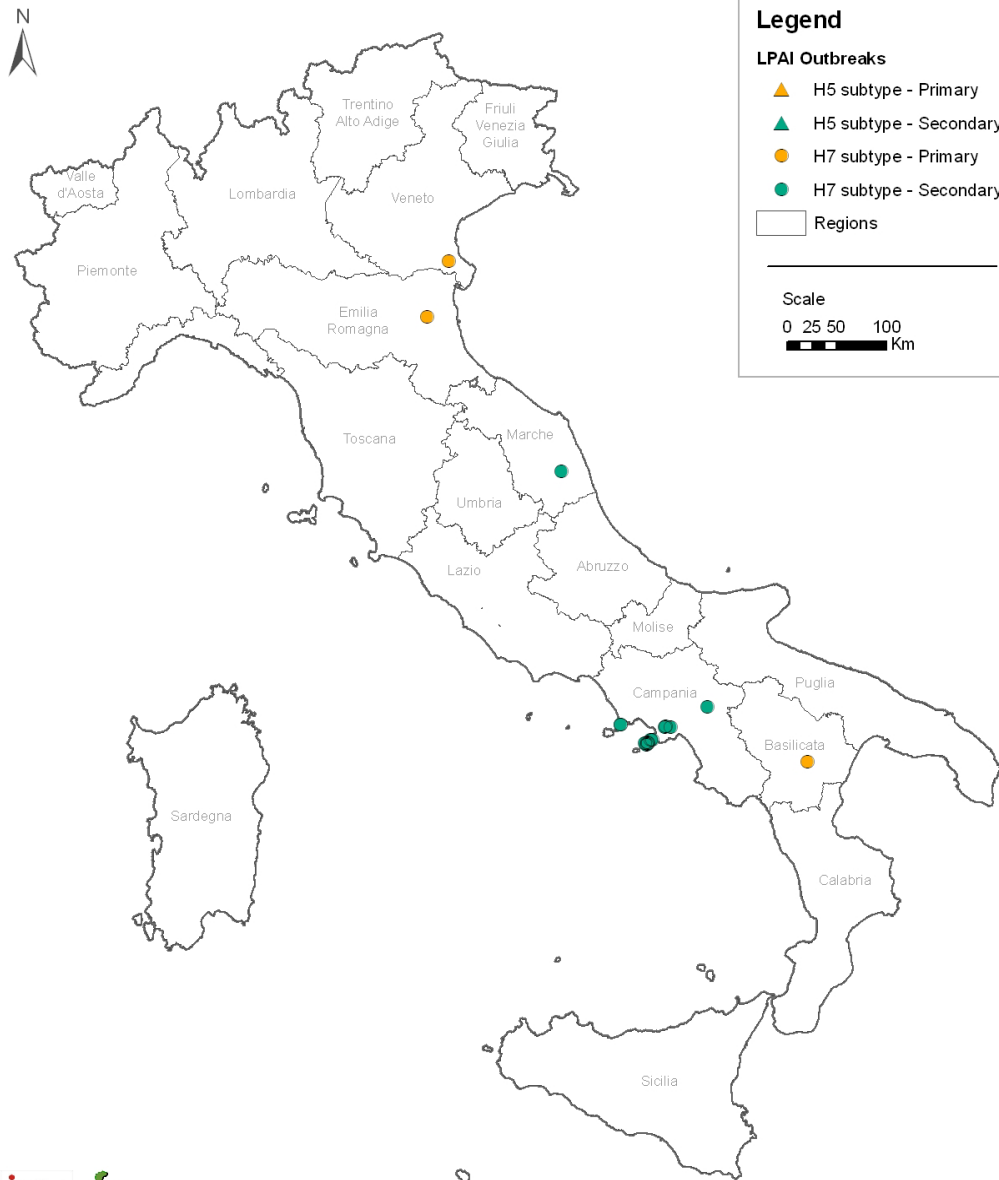 N
Legend
LPAI Outbreaks
H5 subtype - Primary
H5 subtype - Secondary
H7 subtype - Primary
H7 subtype - Secondary
Regions
Scale
0 25 50 100
Km
Trentino
Alto Adige
Friuli
Venezia
Giulia
Valle
d'Aosta
Lombardia
Veneto
Piemonte
Emilia
Romagna
Toscana
Marche
Umbria
Lazio
Abruzzo
Molise
Campania
Puglia
Basilicata
Sardegna
Calabria
Sicilia